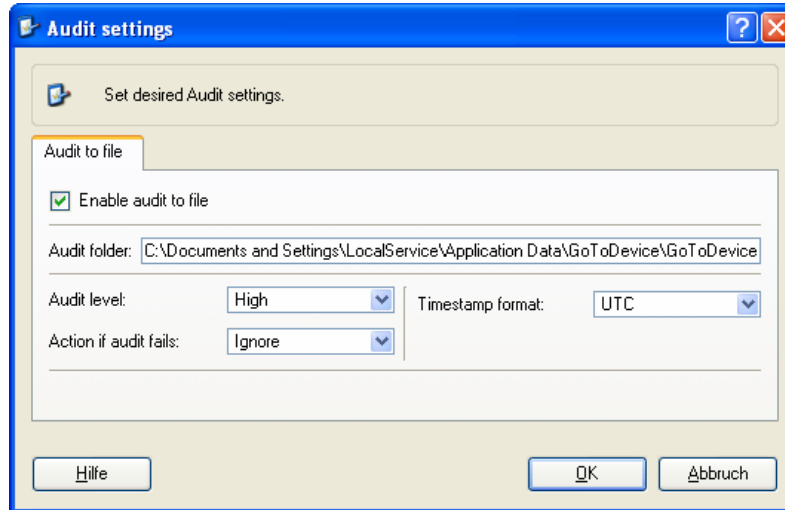 Audit settings
Set desired Audit settings.
Audit to file
Enable audit to file
Audit folder: C:\Documents and Settings\LocalService\Application Data\GoToDevice\GoToDevice
Audit level: High Timestamp format: UTC
Action if audit fails: Ignore
Hilfe OK Abbruch